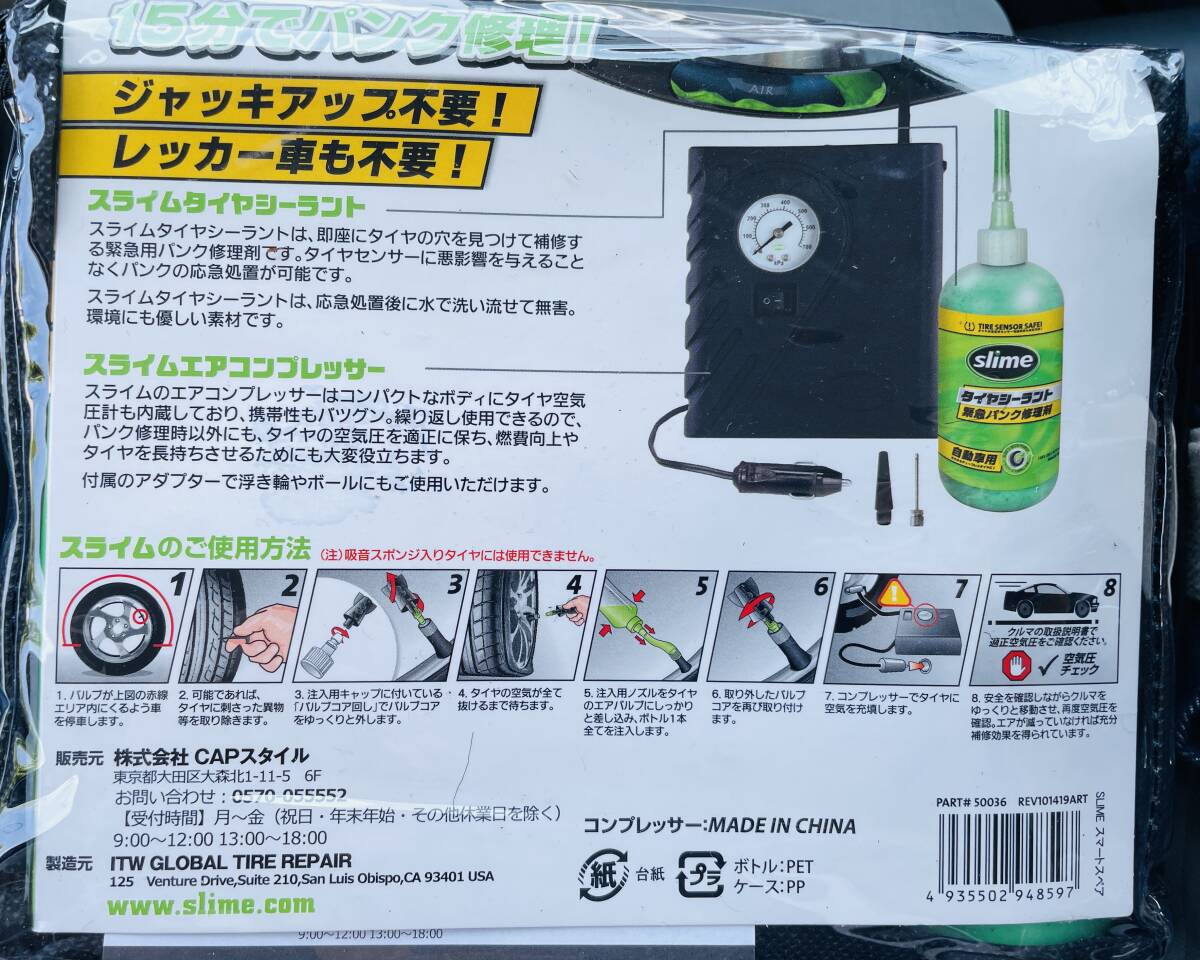 15分でパンク修理!
ジャッキアップ不要!
レッカー車も不要!
スライムタイヤシーラント
スライムタイヤシーラントは、即座にタイヤの穴を見つけて補修す
る緊急用パンク修理剤です。タイヤセンサーに悪影響を与えること
なくパンクの応急処置が可能です。
スライムタイヤシーラントは、応急処置後に水で洗い流せて無害。
環境にも優しい素材です。
スライムエアコンプレッサー
スライムのエアコンプレッサーはコンパクトなボディにタイヤ空気
圧計も内蔵しており、携帯性もバツグン。繰り返し使用できるので、
パンク修理時以外にも、タイヤの空気圧を適正に保ち、燃費向上や
タイヤを長持ちさせるためにも大変役立ちます。
付属のアダプターで浮き輪やボールにもご使用いただけます。
AIR
100
200
300
400
500
600
700
kPa
TIRE SENSOR SAFE!
slime
タイヤシーラント
緊急パンク修理剤
自動車用
スライムのご使用方法 (注)吸音スポンジ入りタイヤには使用できません。
1
2
3
4
5
6
7
8
クルマの取扱説明書で
適正空気圧をご確認ください。
空気圧
チェック
1. バルブが上図の赤線
エリア内にくるよう車
を停車します。
2. 可能であれば、
タイヤに刺さった異物
等を取り除きます。
3. 注入用キャップに付いている
「バルブコア回し」でバルブコア
をゆっくりと外します。
4. タイヤの空気が全て
抜けるまで待ちます。
5. 注入用ノズルをタイヤ
のエアバルブにしっかり
と差し込み、ボトル1本
全てを注入します。
6. 取り外したバルブ
コアを再び取り付け
ます。
7. コンプレッサーでタイヤに
空気を充填します。
8. 安全を確認しながらクルマを
ゆっくりと移動させ、再度空気圧を
確認。エアが減っていなければ充分
補修効果を得られています。
販売元 株式会社 CAPスタイル
東京都大田区大森北1-11-5 6F
お問い合わせ:0570-055552
【受付時間】月〜金(祝日・年末年始・その他休業日を除く)
9:00〜12:00 13:00〜18:00
製造元 ITW GLOBAL TIRE REPAIR
125 Venture Drive,Suite 210,San Luis Obispo,CA 93401 USA
www.slime.com
コンプレッサー:MADE IN CHINA
紙 台紙
プラ ボトル:PET
ケース:PP
PART# 50036 REV101419ART
4 935502 948597
SLIME スマートスペア
9:00〜12:00 13:00〜18:00